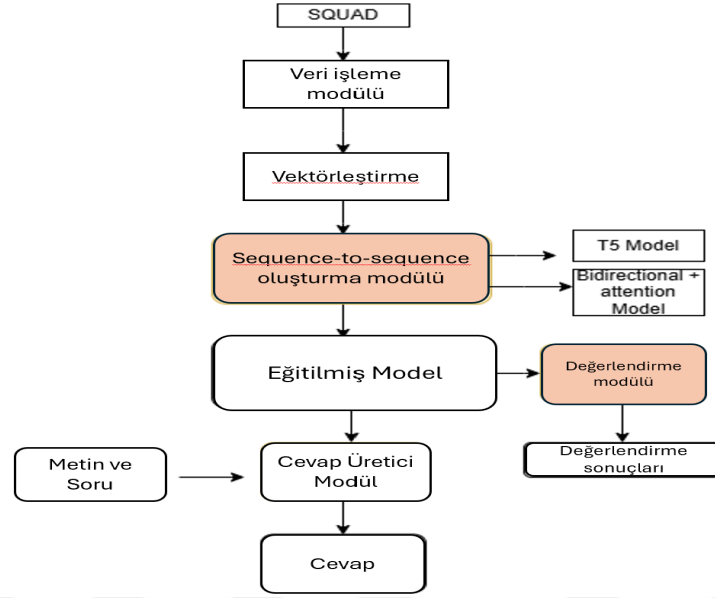 SQUAD
Veri işleme
modülü
Vektörleştirme
Sequence-to-sequence
oluşturma modülü
T5 Model
Bidirectional +
attention
Model
Eğitilmiş Model
Değerlendirme
modülü
Değerlendirme
sonuçları
Metin ve
Soru
Cevap Üretici
Modül
Cevap